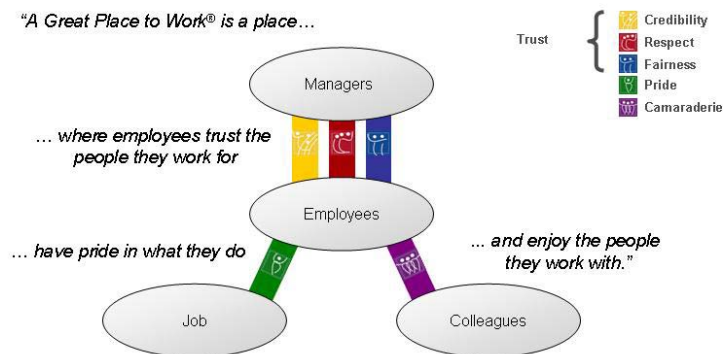 “A Great Place to Work® is a place…
Trust
Credibility
Respect
Fairness
Pride
Camaraderie
Managers
… where employees trust the
people they work for
Employees
… have pride in what they do
... and enjoy the people
they work with.”
Job
Colleagues